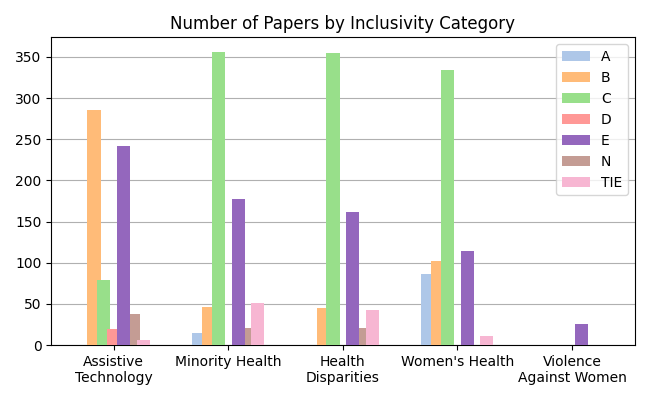 Number of Papers by Inclusivity Category
350
300
250
200
150
100
50
0
A
B
C
D
E
N
TIE
Assistive
Technology
Minority Health
Health
Disparities
Women's Health
Violence
Against Women